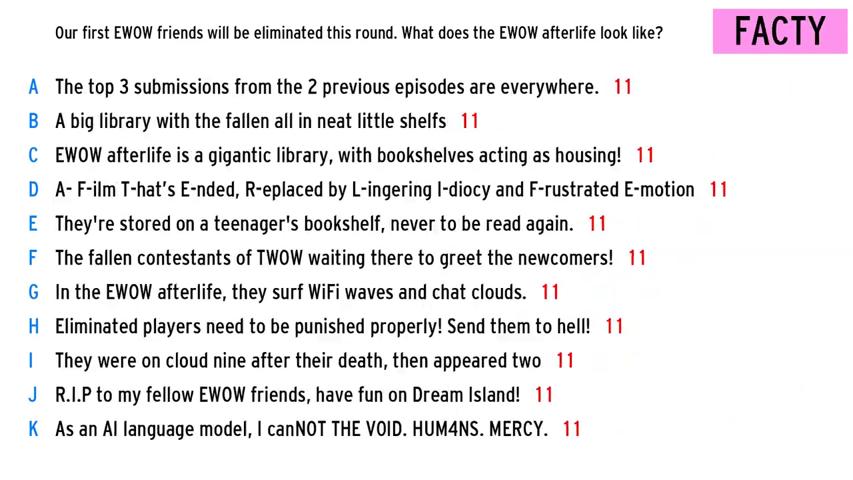 Our first EWOW friends will be eliminated this round. What does the EWOW afterlife look like?
FACTY
A The top 3 submissions from the 2 previous episodes are everywhere. 11
B A big library with the fallen all in neat little shelfs 11
C EWOW afterlife is a gigantic library, with bookshelves acting as housing! 11
D A- F-ilm T-hat's E-nded, R-eplaced by L-ingering I-diocy and F-rustrated E-motion 11
E They're stored on a teenager's bookshelf, never to be read again. 11
F The fallen contestants of TWOW waiting there to greet the newcomers! 11
G In the EWOW afterlife, they surf WiFi waves and chat clouds. 11
H Eliminated players need to be punished properly! Send them to hell! 11
I They were on cloud nine after their death, then appeared two 11
J R.I.P to my fellow EWOW friends, have fun on Dream Island! 11
K As an AI language model, I canNOT THE VOID. HUM4NS. MERCY. 11